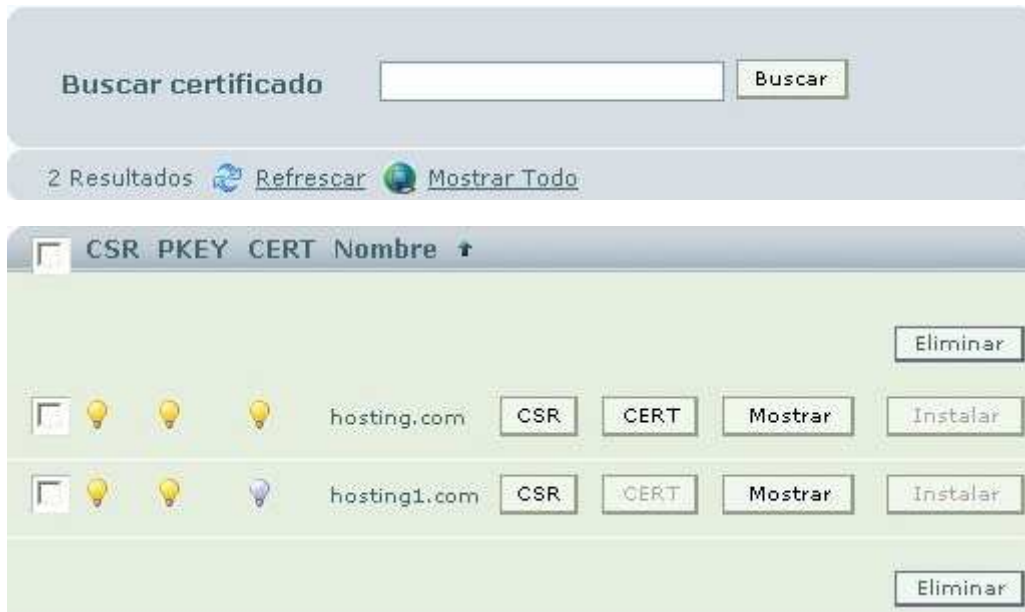 Buscar certificado Buscar
2 Resultados Refrescar Mostrar Todo
CSR PKEY CERT Nombre
Eliminar
hosting.com CSR CERT Mostrar Instalar
hosting1.com CSR CERT Mostrar Instalar
Eliminar